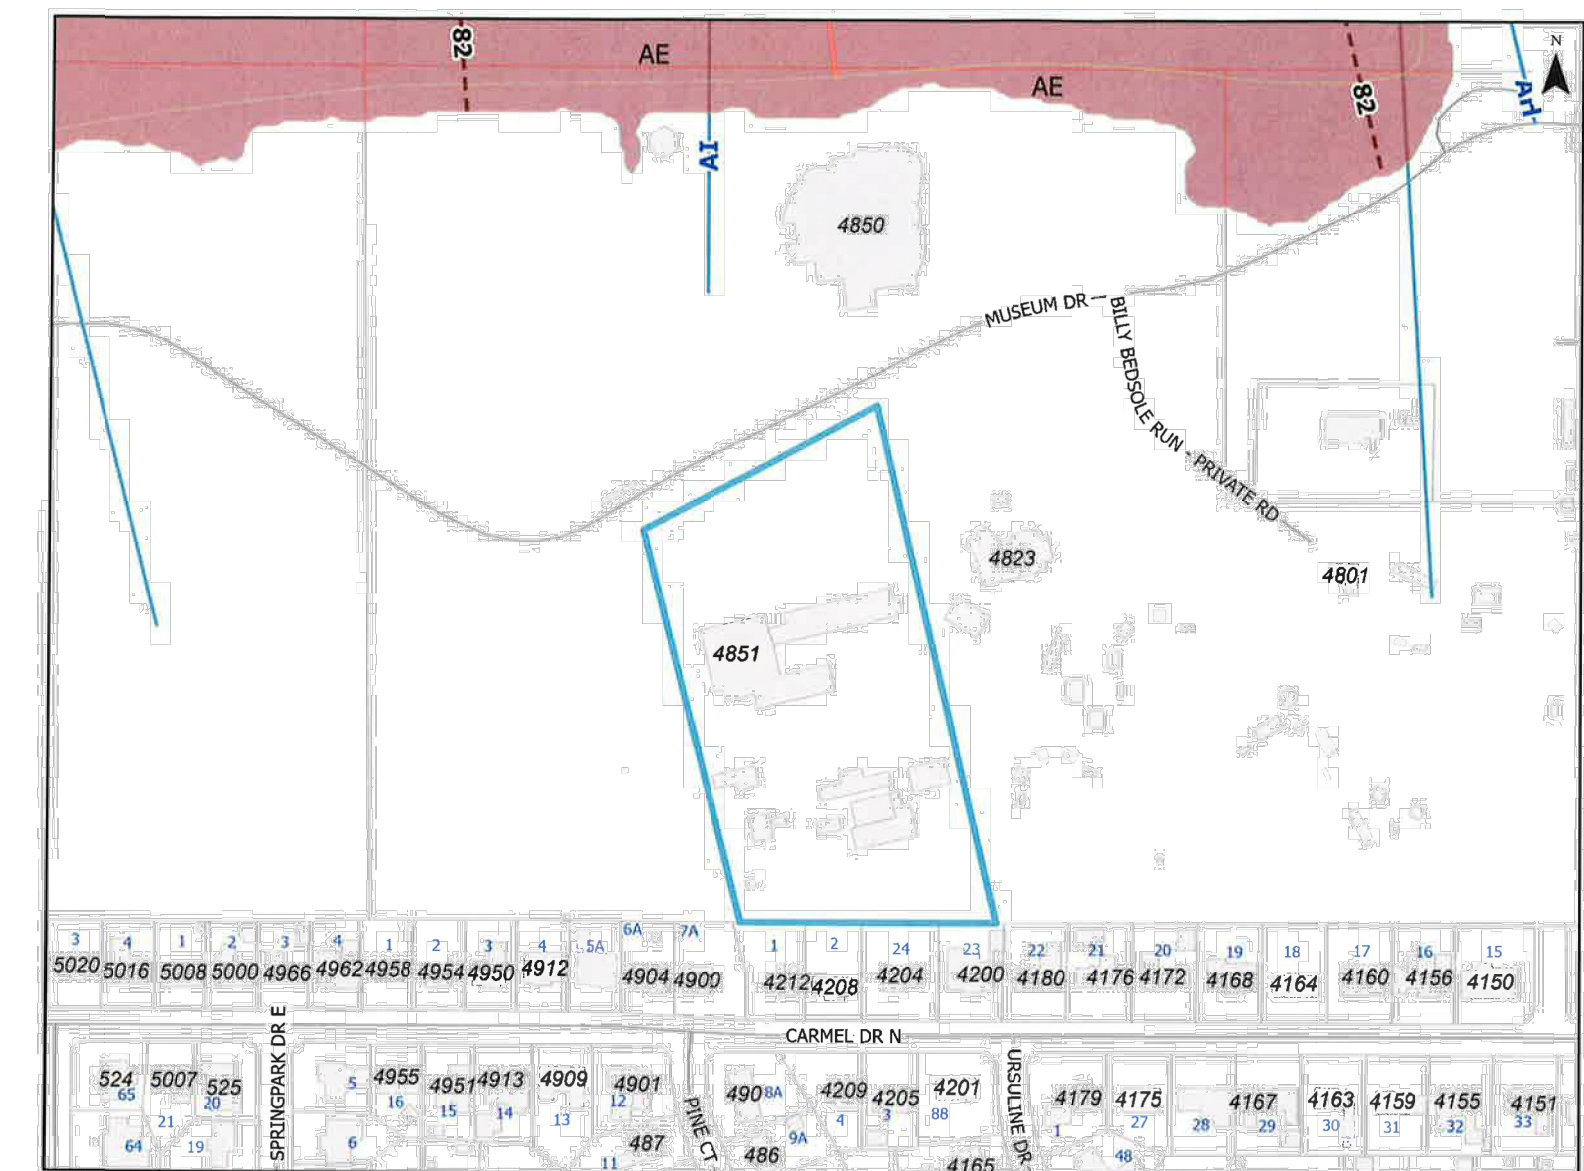 82
AE
AE
82
N
AI
4850
MUSEUM DR
BILLY BEDSOLE RUN - PRIVATE RD
4823
4801
4851
3 4 1 2 3 4 1 2 3 4 5A 6A 7A 1 2 24 23 22 21 20 19 18 17 16 15
5020 5016 5008 5000 4966 4962 4958 4954 4950 4912 4904 4900 4212 4208 4204 4200 4180 4176 4172 4168 4164 4160 4156 4150
CARMEL DR N
SPRINGPARK DR E
PINE CT
URSULINE DR
524 5007 525 4955 4951 4913 4909 4901 490 8A 4209 4205 4201 4179 4175 4167 4163 4159 4155 4151
65 20 5 16 15 14 13 12 4 3 88 1 27 28 29 30 31 32 33
21 64 19 6 11 487 9A 486 4165 48